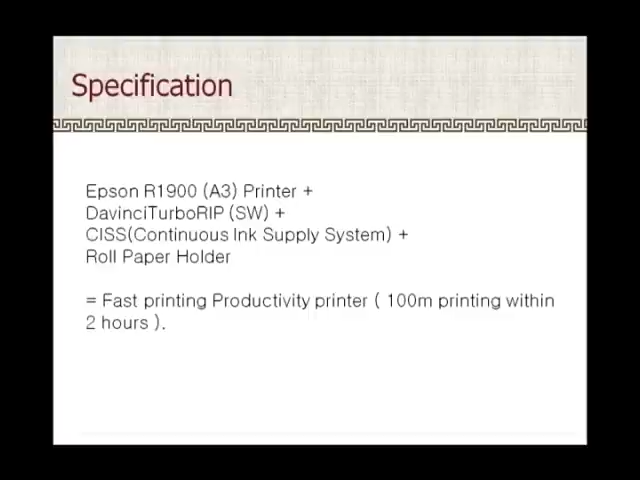 Specification
Epson R1900 (A3) Printer +
DavinciTurboRIP (SW) +
CISS(Continuous Ink Supply System) +
Roll Paper Holder
= Fast printing Productivity printer ( 100m printing within
2 hours ).